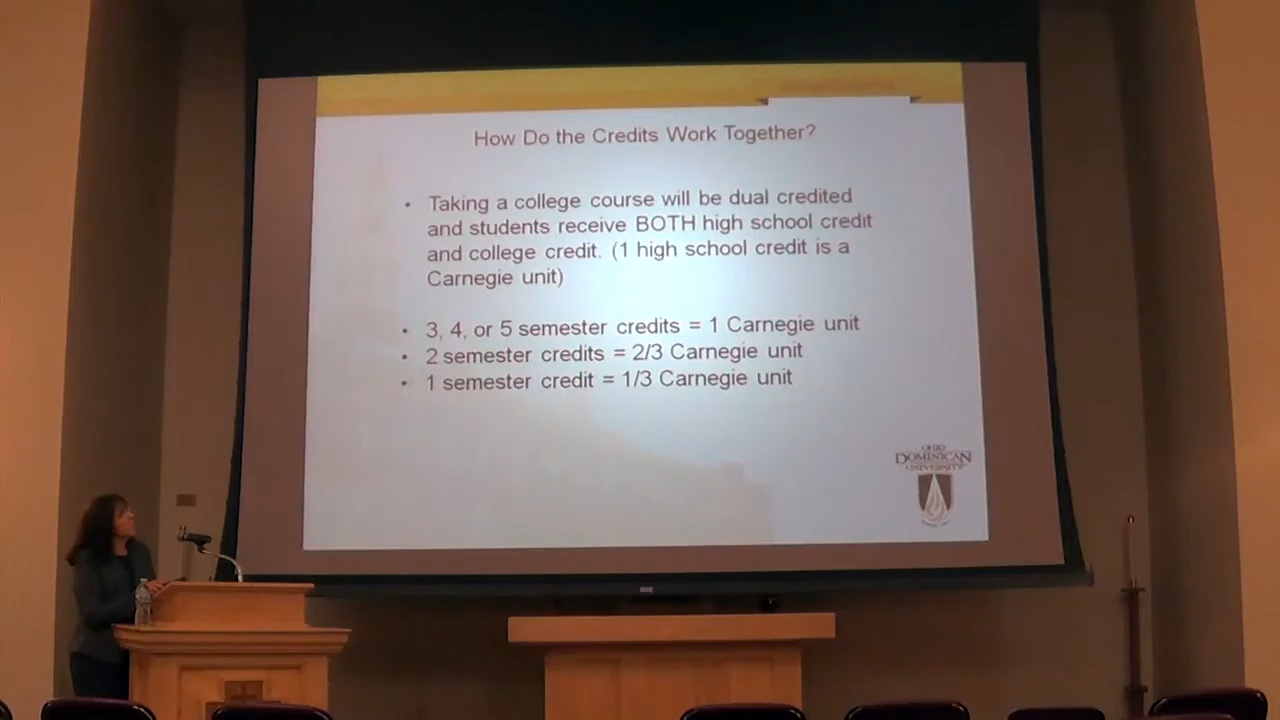 How Do the Credits Work Together?
• Taking a college course will be dual credited
and students receive BOTH high school credit
and college credit. (1 high school credit is a
Carnegie unit)
• 3, 4, or 5 semester credits = 1 Carnegie unit
• 2 semester credits = 2/3 Carnegie unit
• 1 semester credit = 1/3 Carnegie unit
OHIO
DOMINICAN
UNIVERSITY